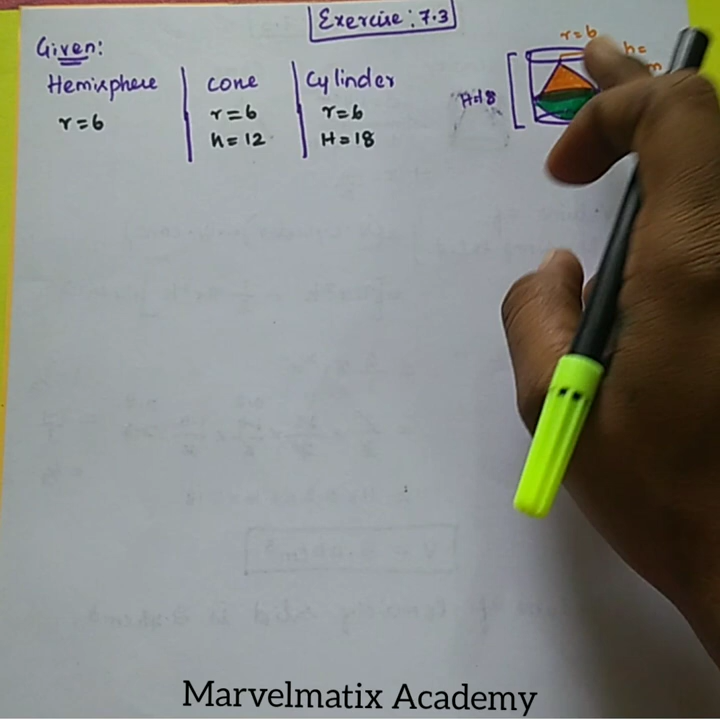 Exercise: 7.3
Given:
Hemisphere | Cone | Cylinder
r=6 | r=6 | r=6
h=12 | H=18
r=6
h=
H=18
Marvelmatix Academy